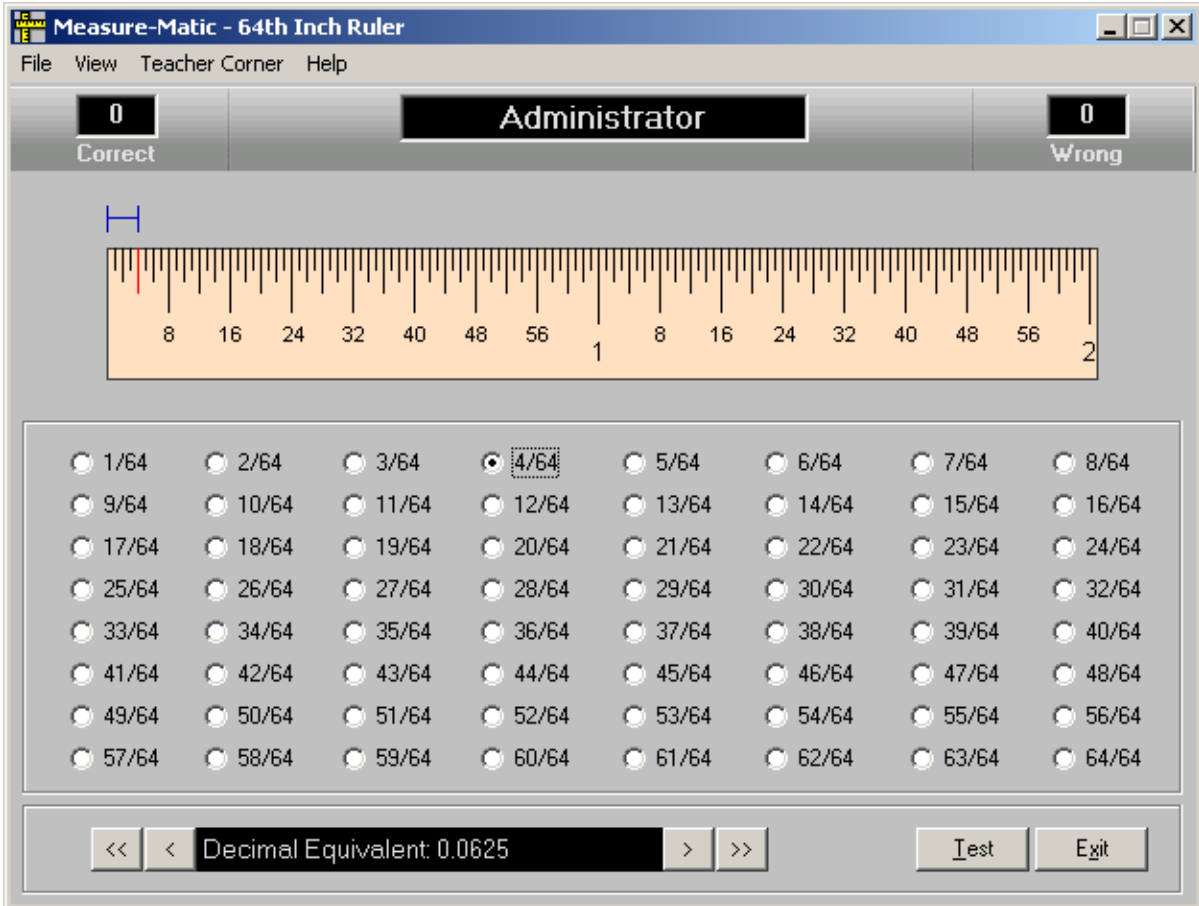 Measure-Matic - 64th Inch Ruler
File View Teacher Corner Help
0 Administrator 0
Correct Wrong
8 16 24 32 40 48 56 1 8 16 24 32 40 48 56 2
1/64 2/64 3/64 4/64 5/64 6/64 7/64 8/64
9/64 10/64 11/64 12/64 13/64 14/64 15/64 16/64
17/64 18/64 19/64 20/64 21/64 22/64 23/64 24/64
25/64 26/64 27/64 28/64 29/64 30/64 31/64 32/64
33/64 34/64 35/64 36/64 37/64 38/64 39/64 40/64
41/64 42/64 43/64 44/64 45/64 46/64 47/64 48/64
49/64 50/64 51/64 52/64 53/64 54/64 55/64 56/64
57/64 58/64 59/64 60/64 61/64 62/64 63/64 64/64
<< < Decimal Equivalent: 0.0625 > >> Test Exit